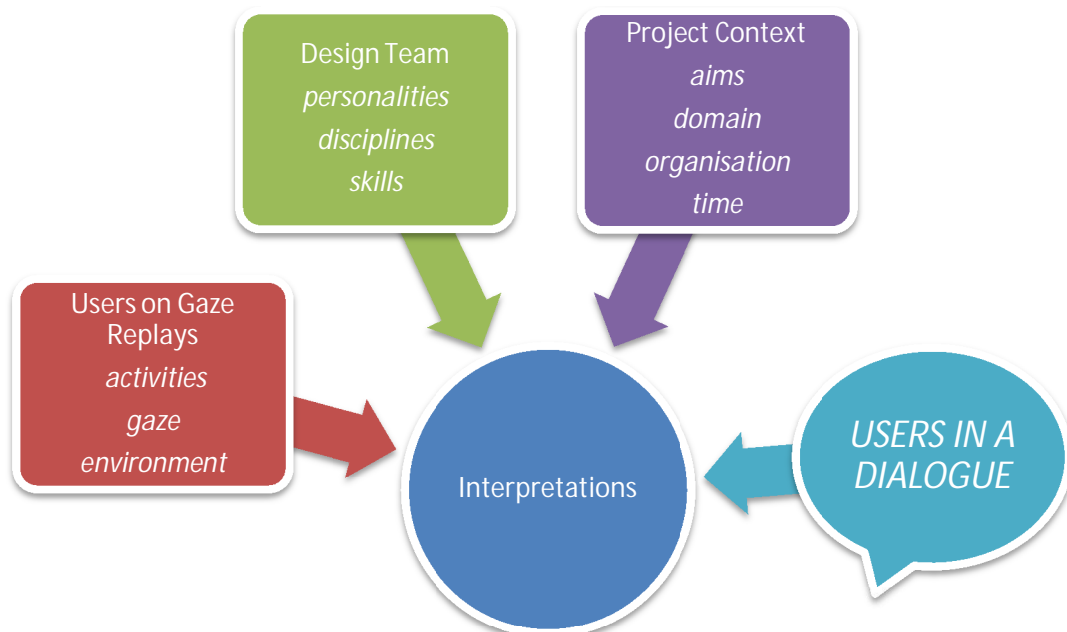 Design Team
personalities
disciplines
skills
Project Context
aims
domain
organisation
time
Users on Gaze
Replays
activities
gaze
environment
Interpretations
USERS IN A
DIALOGUE